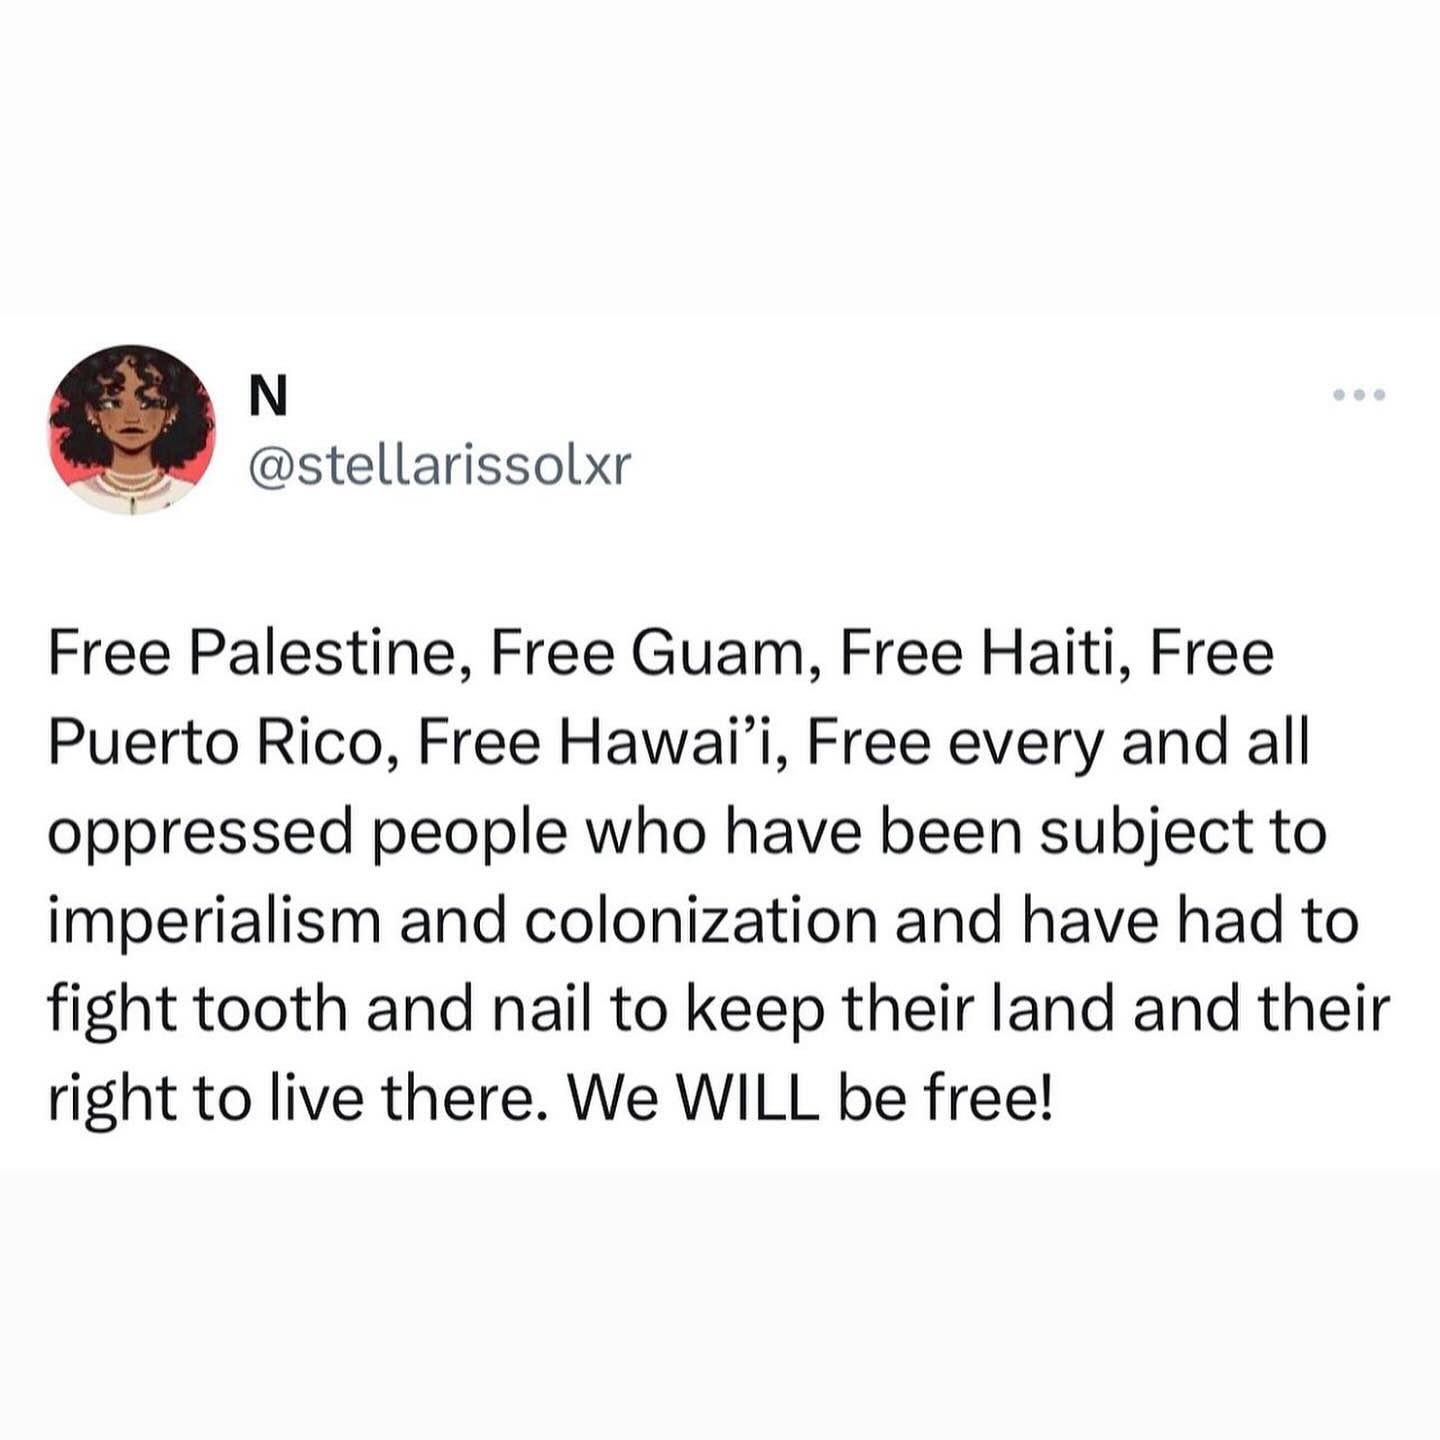 N
@stellarissolxr
Free Palestine, Free Guam, Free Haiti, Free
Puerto Rico, Free Hawai’i, Free every and all
oppressed people who have been subject to
imperialism and colonization and have had to
fight tooth and nail to keep their land and their
right to live there. We WILL be free!